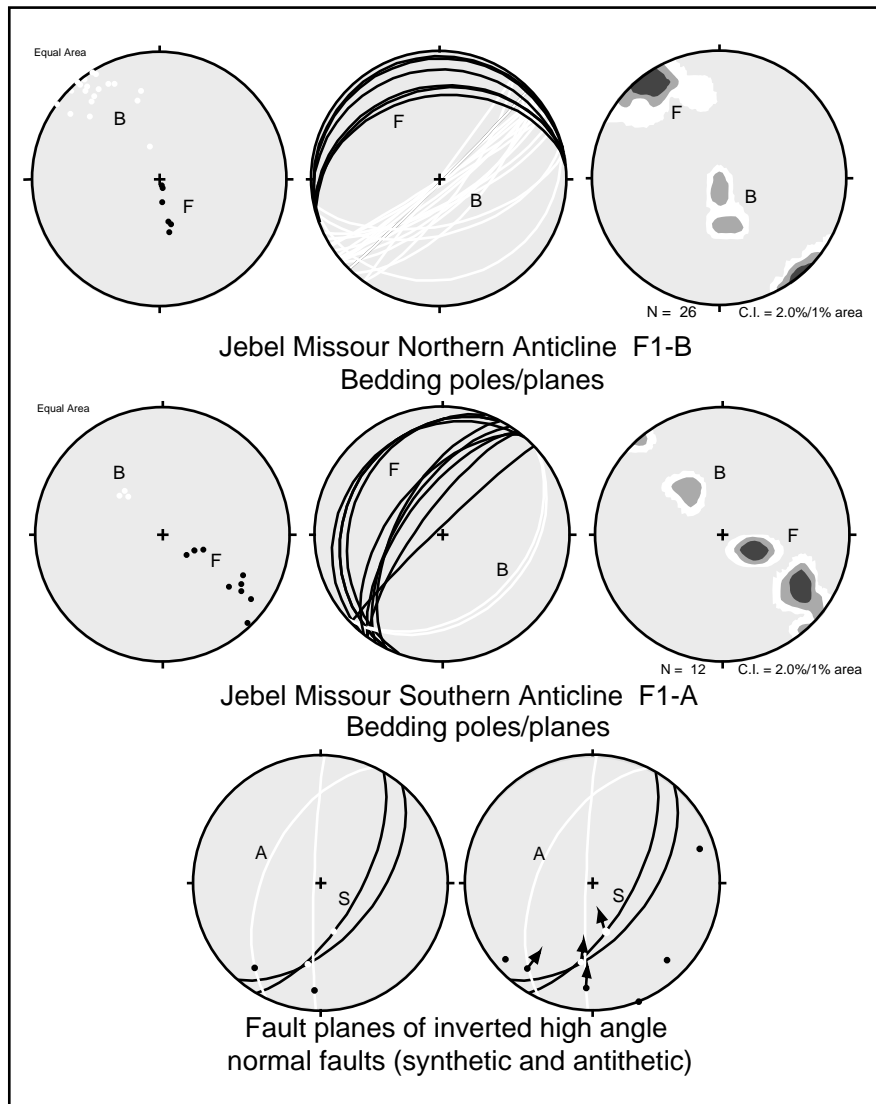 Equal Area
B
F
F
B
F
B
N = 26
C.I. = 2.0%/1% area
Jebel Missour Northern Anticline F1-B
Bedding poles/planes
Equal Area
B
F
F
B
B
F
N = 12
C.I. = 2.0%/1% area
Jebel Missour Southern Anticline F1-A
Bedding poles/planes
A
S
A
S
Fault planes of inverted high angle
normal faults (synthetic and antithetic)